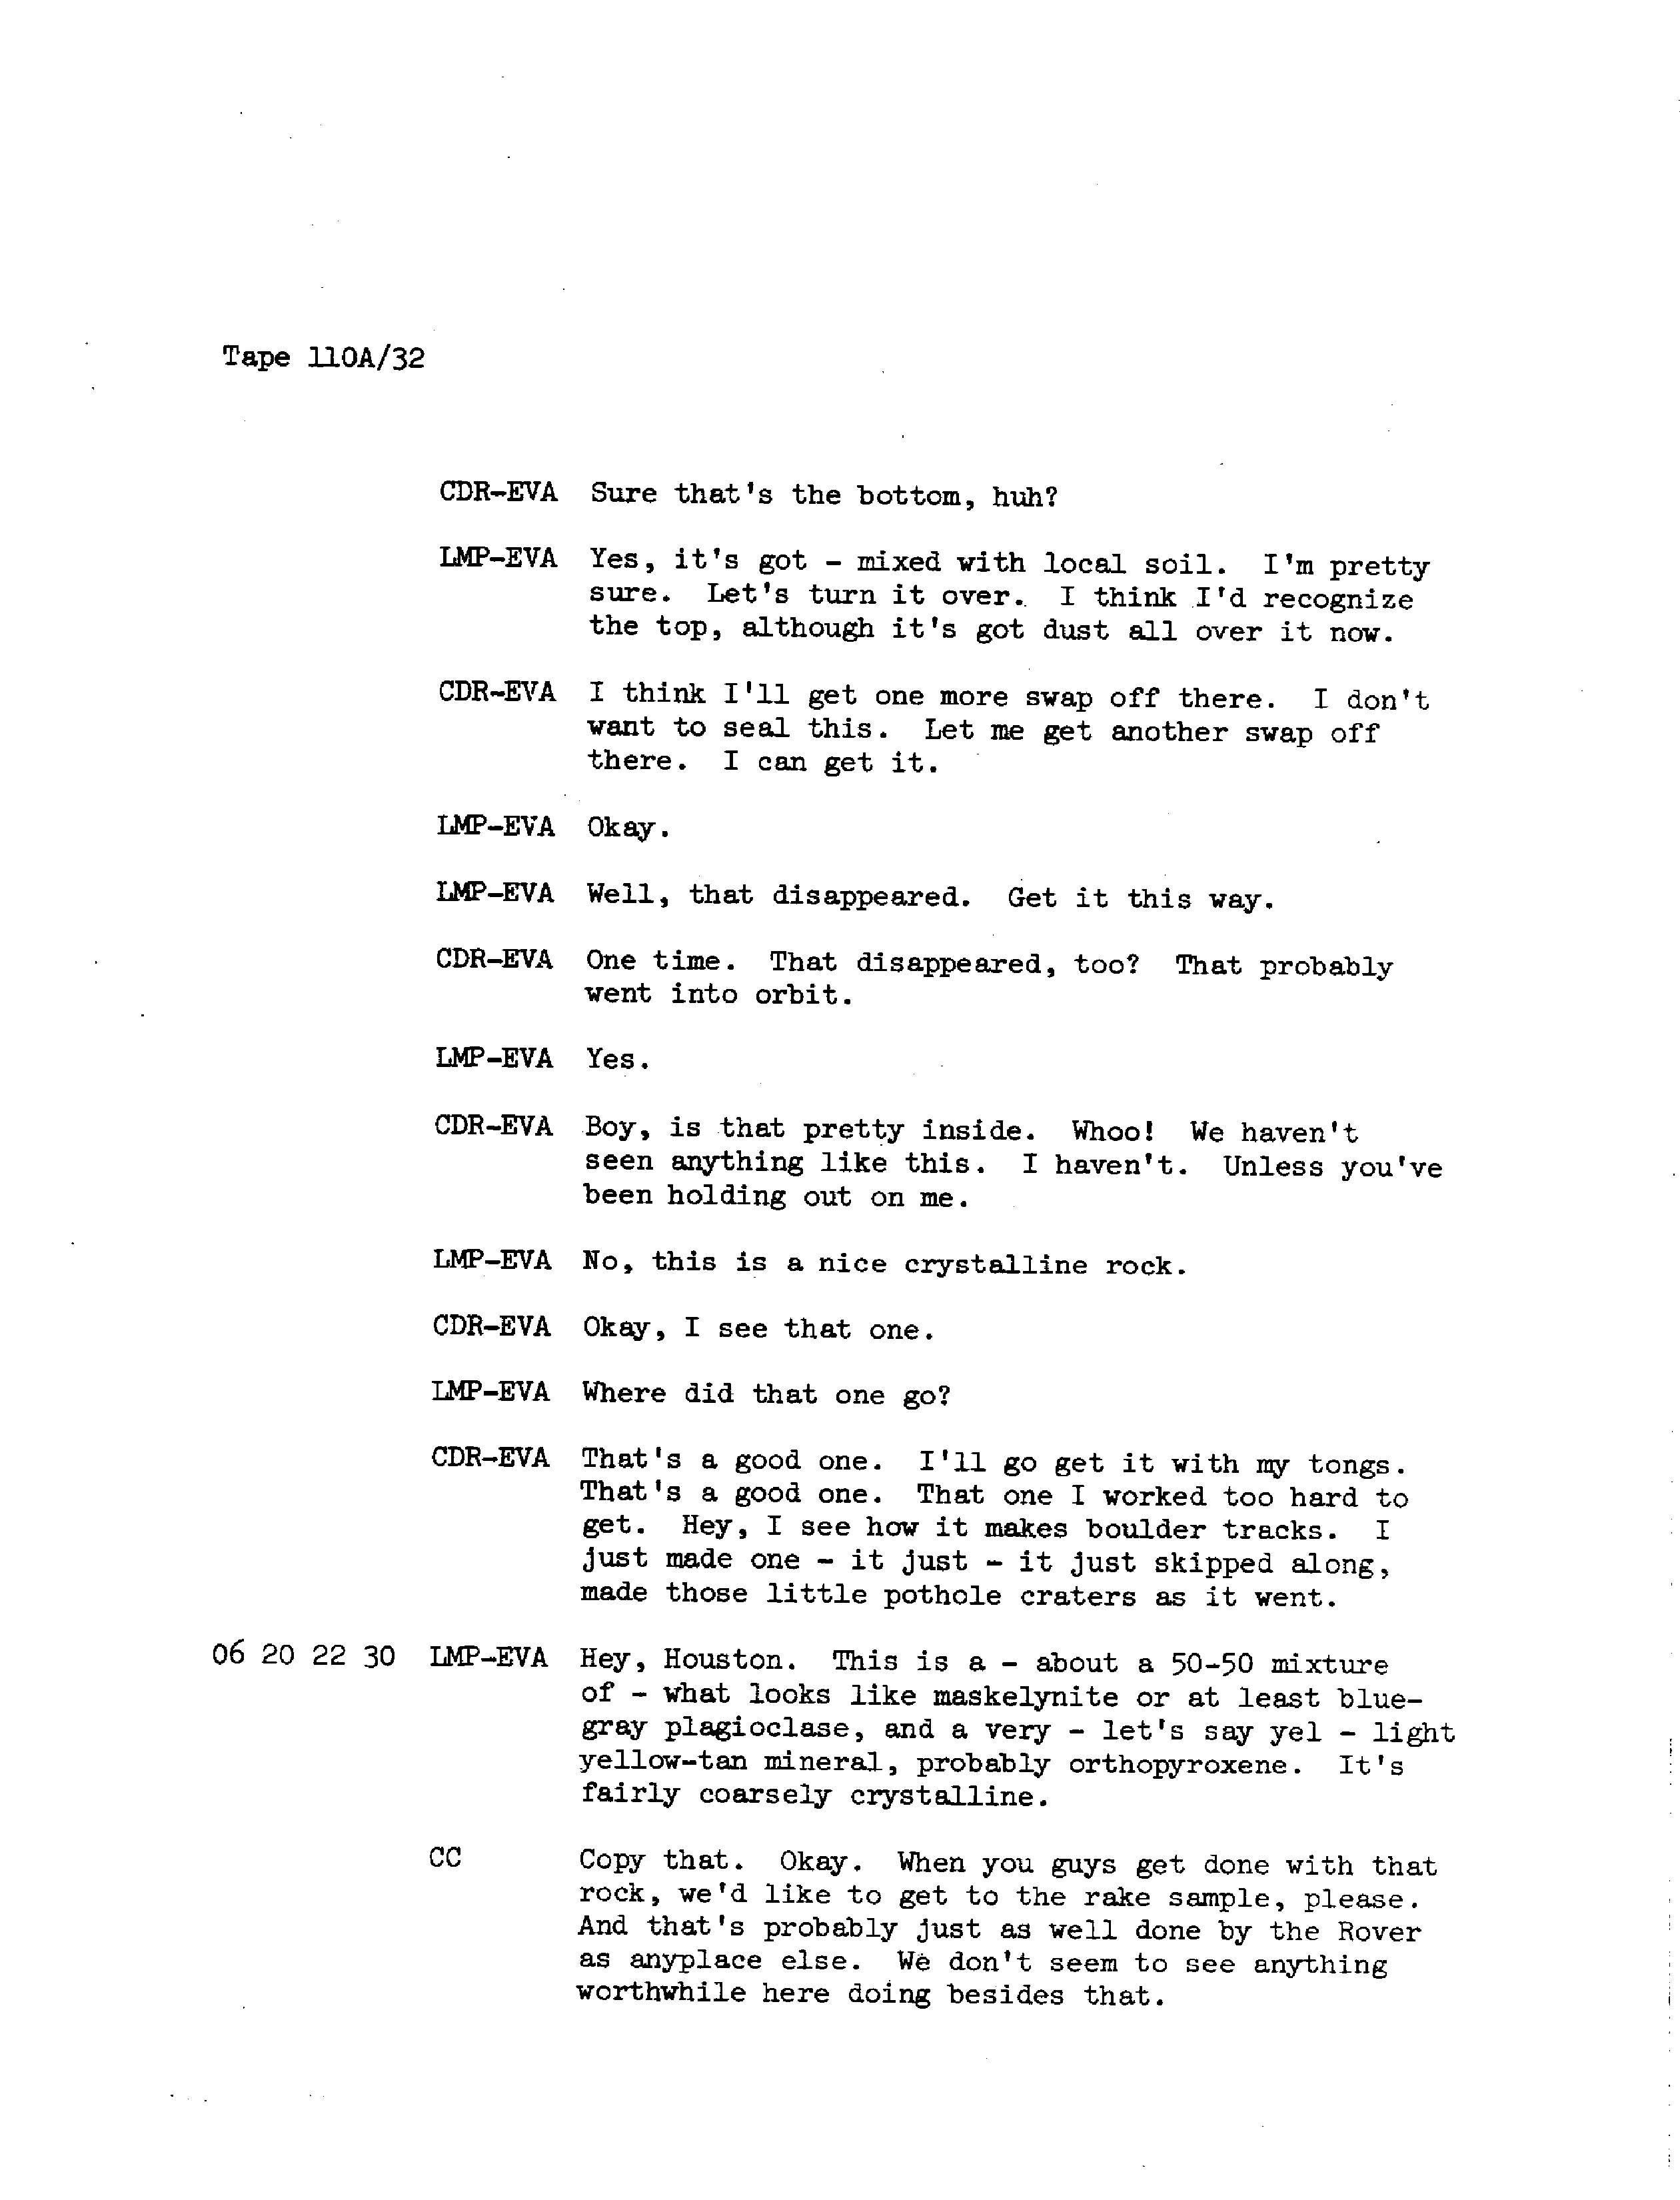 Tape 110A/32
CDR-EVA Sure that's the bottom, huh?
LMP-EVA Yes, it's got - mixed with local soil. I'm pretty
sure. Let's turn it over. I think I'd recognize
the top, although it's got dust all over it now.
CDR-EVA I think I'll get one more swap off there. I don't
want to seal this. Let me get another swap off
there. I can get it.
LMP-EVA Okay.
LMP-EVA Well, that disappeared. Get it this way.
CDR-EVA One time. That disappeared, too? That probably
went into orbit.
LMP-EVA Yes.
CDR-EVA Boy, is that pretty inside. Whoo! We haven't
seen anything like this. I haven't. Unless you've
been holding out on me.
LMP-EVA No, this is a nice crystalline rock.
CDR-EVA Okay, I see that one.
LMP-EVA Where did that one go?
CDR-EVA That's a good one. I'll go get it with my tongs.
That's a good one. That one I worked too hard to
get. Hey, I see how it makes boulder tracks. I
just made one - it just - it just skipped along,
made those little pothole craters as it went.
06 20 22 30 LMP-EVA Hey, Houston. This is a - about a 50-50 mixture
of - what looks like maskelynite or at least blue-
gray plagioclase, and a very - let's say yel - light
yellow-tan mineral, probably orthopyroxene. It's
fairly coarsely crystalline.
CC Copy that. Okay. When you guys get done with that
rock, we'd like to get to the rake sample, please.
And that's probably just as well done by the Rover
as anyplace else. We don't seem to see anything
worthwhile here doing besides that.